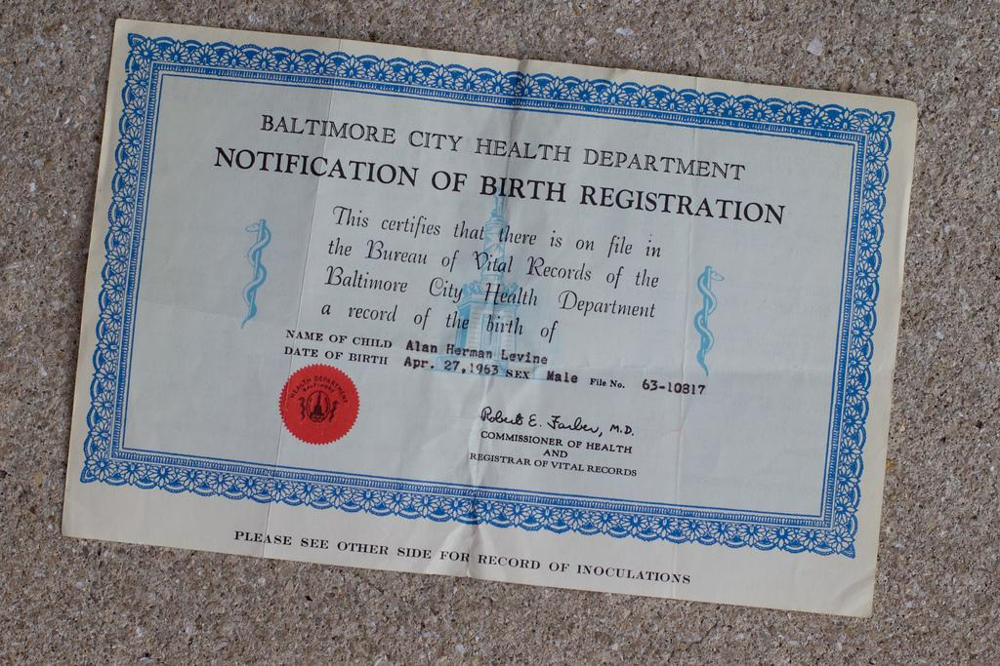 BALTIMORE CITY HEALTH DEPARTMENT
NOTIFICATION OF BIRTH REGISTRATION
This certifies that there is on file in
the Bureau of Vital Records of the
Baltimore City Health Department
a record of the birth of
NAME OF CHILD Alan Herman Levine
DATE OF BIRTH Apr. 27,1963 SEX Male File No. 63-10817
HEALTH DEPARTMENT
BALTIMORE
Robert E. Farber, M.D.
COMMISSIONER OF HEALTH
AND
REGISTRAR OF VITAL RECORDS
PLEASE SEE OTHER SIDE FOR RECORD OF INOCULATIONS